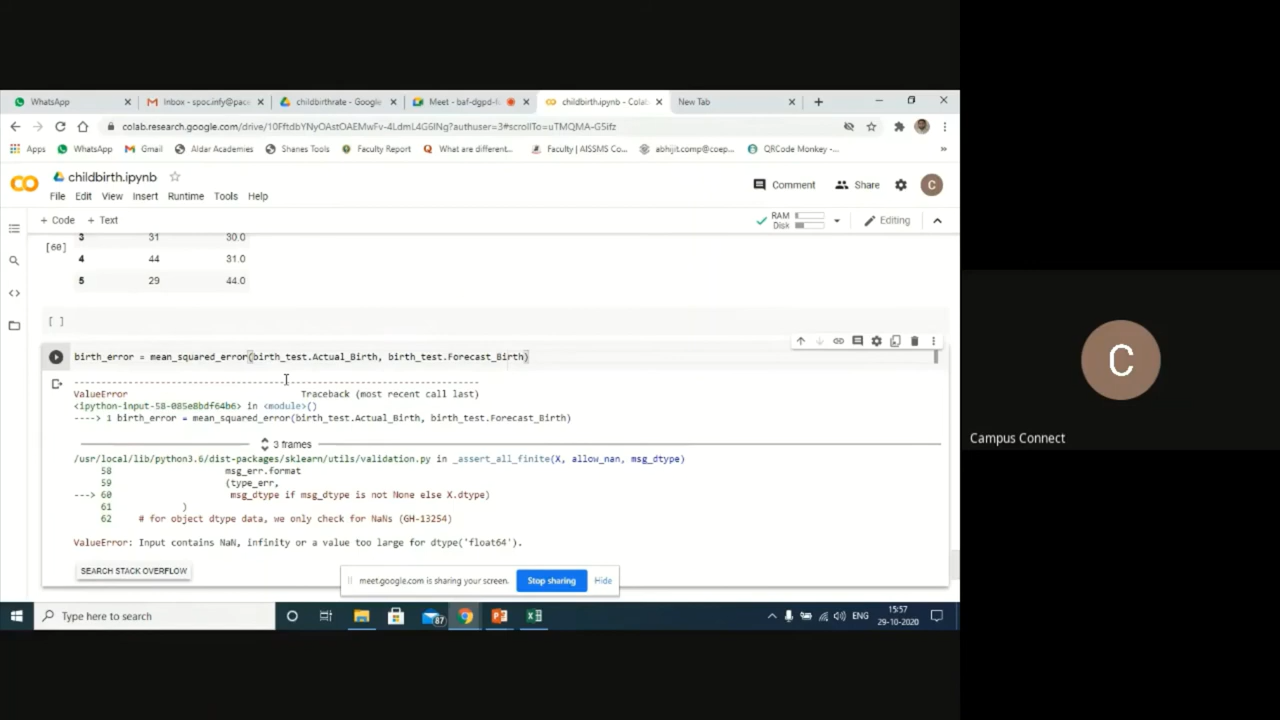 WhatsApp
Inbox - spoc.infy@pace
childbirthrate - Google
Meet - baf-dgpd-l
childbirth.ipynb - Colab
New Tab
colab.research.google.com/drive/10FftdbYNyOAstOAEMwFv-4LdmL4G6lNg?authuser=3#scrollTo=uTMQMA-G5ifz
Apps
WhatsApp
Gmail
Aldar Academies
Shanes Tools
Faculty Report
What are different...
Faculty | AISSMS Co...
abhijit.comp@coep...
QRCode Monkey -...
»
childbirth.ipynb
Comment
Share
C
File Edit View Insert Runtime Tools Help
+ Code + Text
RAM
Disk
Editing
3 31 30.0
[60]
4 44 31.0
5 29 44.0
[ ]
birth_error = mean_squared_error(birth_test.Actual_Birth, birth_test.Forecast_Birth)
ValueError Traceback (most recent call last)
<ipython-input-58-085e8bdf64b6> in <module>()
----> 1 birth_error = mean_squared_error(birth_test.Actual_Birth, birth_test.Forecast_Birth)
3 frames
/usr/local/lib/python3.6/dist-packages/sklearn/utils/validation.py in _assert_all_finite(X, allow_nan, msg_dtype)
58 msg_err.format
59 (type_err,
---> 60 msg_dtype if msg_dtype is not None else X.dtype)
61 )
62 # for object dtype data, we only check for NaNs (GH-13254)
ValueError: Input contains NaN, infinity or a value too large for dtype('float64').
SEARCH STACK OVERFLOW
meet.google.com is sharing your screen.
Stop sharing
Hide
Type here to search
87
ENG
15:57
29-10-2020
C
Campus Connect